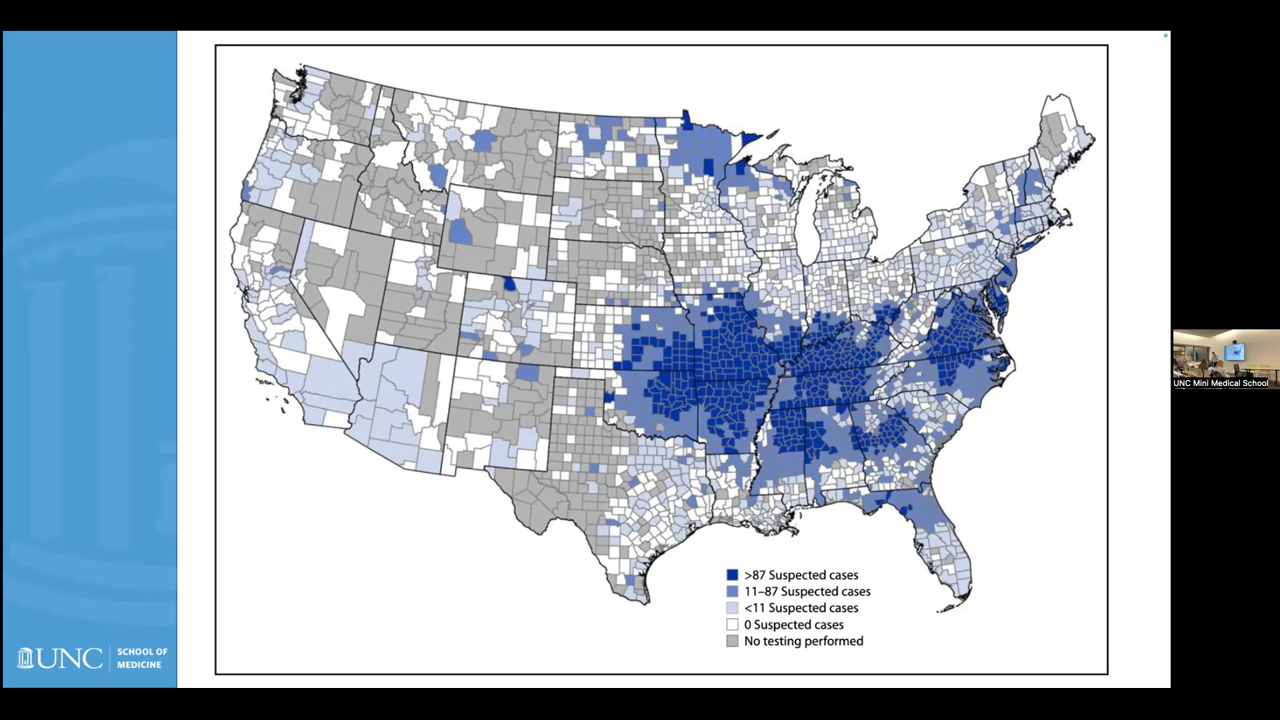 >87 Suspected cases
11–87 Suspected cases
<11 Suspected cases
0 Suspected cases
No testing performed
UNC
SCHOOL OF
MEDICINE
UNC Mini Medical School